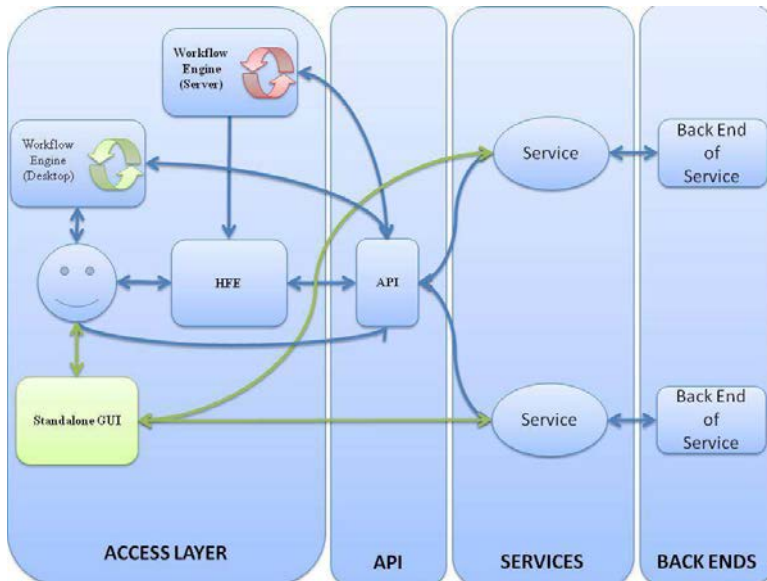 Workflow
Engine
(Server)
Workflow
Engine
(Desktop)
Service
Back End
of
Service
HFE
API
Standalone GUI
Service
Back End
of
Service
ACCESS LAYER
API
SERVICES
BACK ENDS